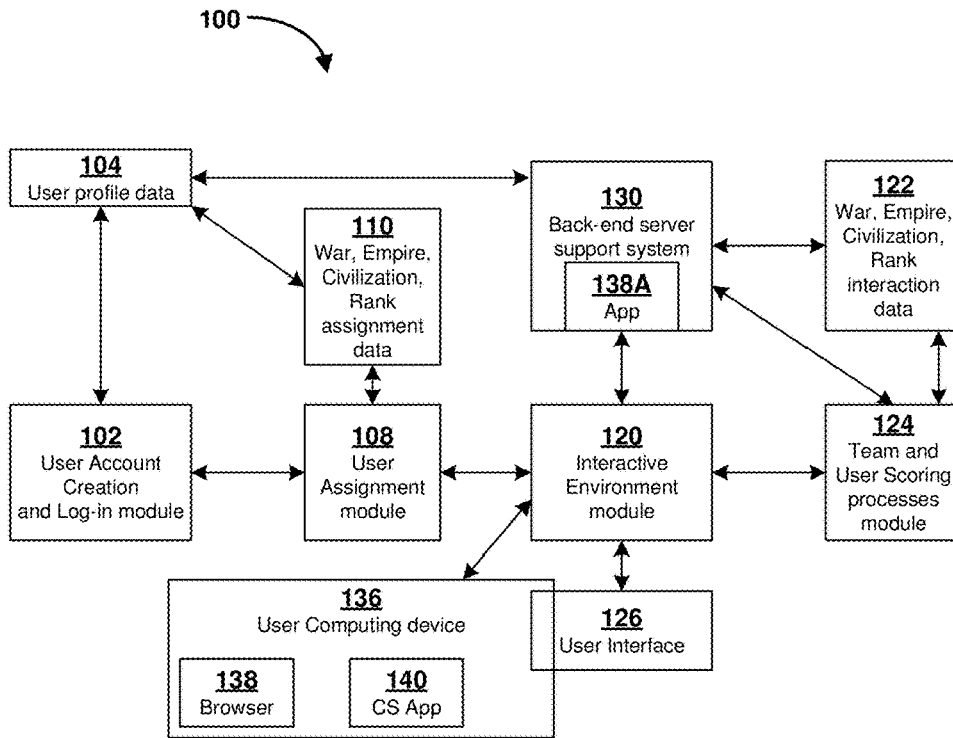 100
104
User profile data
110
War, Empire,
Civilization,
Rank
assignment
data
130
Back-end server
support system
138A
App
122
War, Empire,
Civilization,
Rank
interaction
data
102
User Account
Creation
and Log-in module
108
User
Assignment
module
120
Interactive
Environment
module
124
Team and
User Scoring
processes
module
136
User Computing device
138
Browser
140
CS App
126
User Interface